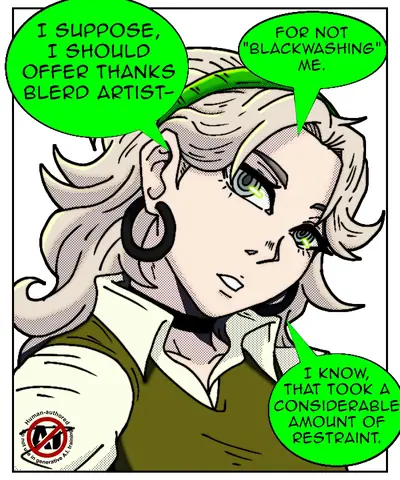 I SUPPOSE,
I SHOULD
OFFER THANKS
BLERD ARTIST-
FOR NOT
"BLACKWASHING"
ME.
I KNOW,
THAT TOOK A
CONSIDERABLE
AMOUNT OF
RESTRAINT.
Human-authored
AI